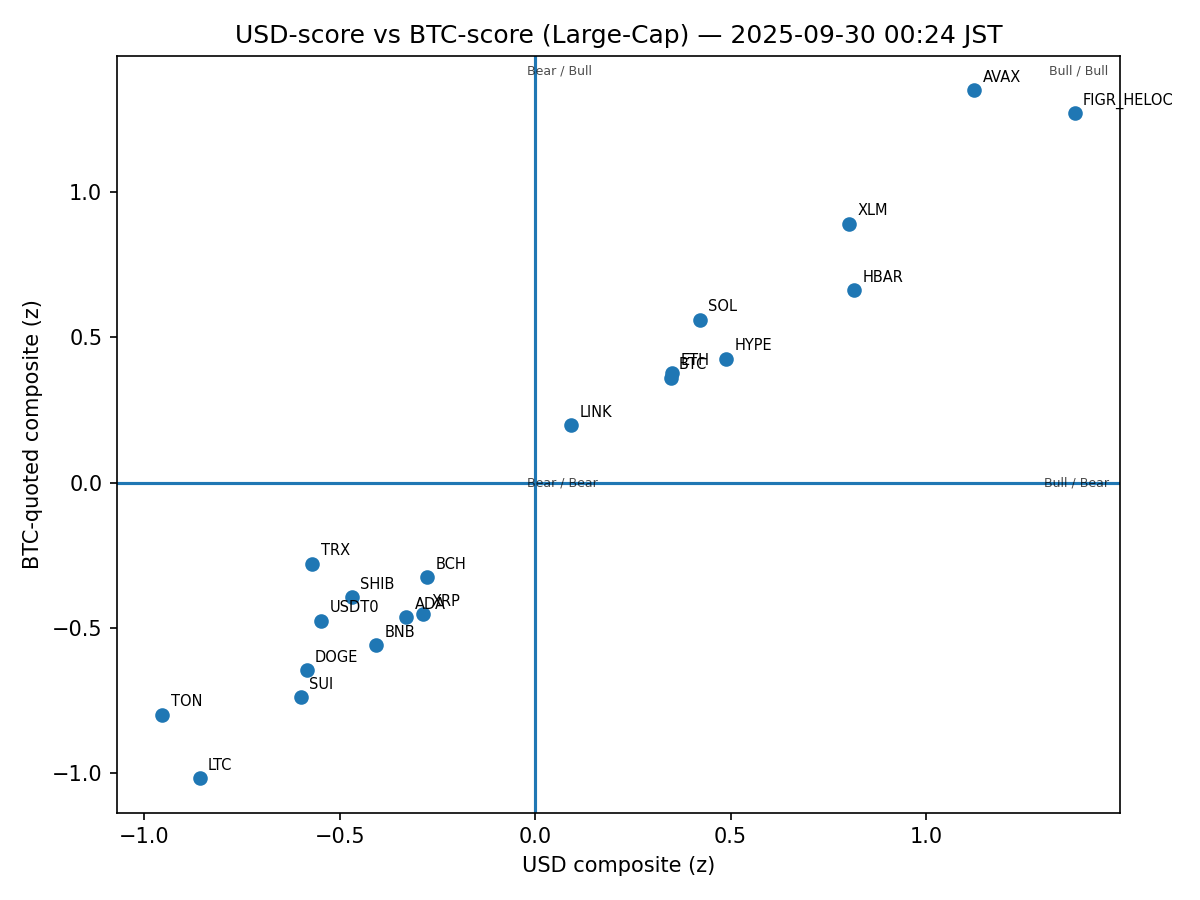 USD-score vs BTC-score (Large-Cap) — 2025-09-30 00:24 JST
Bear / Bull
Bull / Bull
AVAX
FIGR_HELOC
1.0
XLM
HBAR
SOL
0.5
HYPE
ETH
BTC
LINK
0.0
Bear / Bear
Bull / Bear
TRX
BCH
SHIB
USDT0
ADA
XRP
−0.5
BNB
DOGE
SUI
TON
LTC
−1.0
BTC-quoted composite (z)
−1.0
−0.5
0.0
0.5
1.0
USD composite (z)